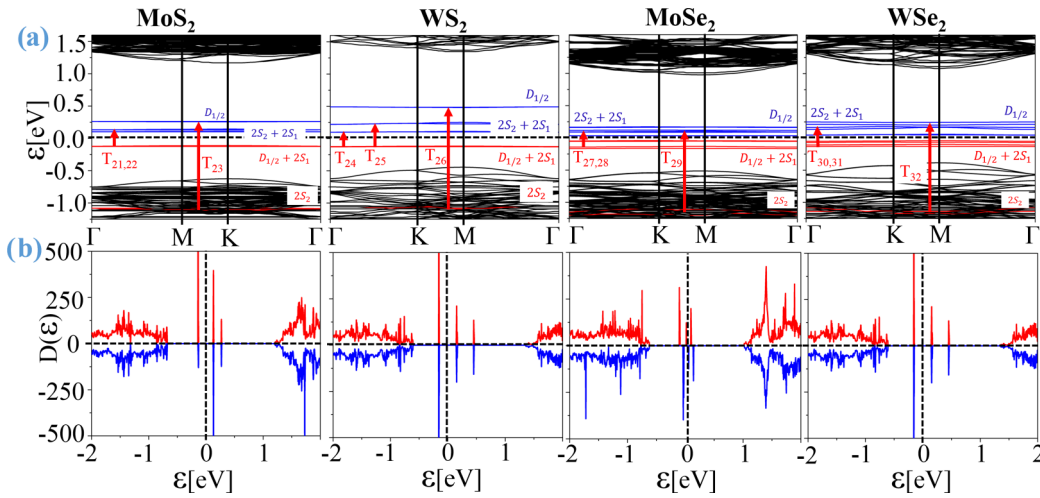 MoS₂ WS₂ MoSe₂ WSe₂
(a)
1.5 1.0 0.5 0.0 -0.5 -1.0
ε[eV]
D₁/₂ 2S₂ + 2S₁ T₂₁,₂₂ T₂₃ D₁/₂ + 2S₁ 2S₂
D₁/₂ 2S₂ + 2S₁ T₂₄ T₂₅ T₂₆ D₁/₂ + 2S₁ 2S₂
2S₂ + 2S₁ D₁/₂ T₂₇,₂₈ T₂₉ D₁/₂ + 2S₁ 2S₂
2S₂ + 2S₁ D₁/₂ T₃₀,₃₁ T₃₂ D₁/₂ + 2S₁ 2S₂
Γ M K Γ K M Γ K M Γ K M Γ
(b)
500 250 0 -250 -500
D(ε)
-2 -1 0 1 -2 -1 0 1 -2 -1 0 1 -2 -1 0 1 2
ε[eV] ε[eV] ε[eV] ε[eV]